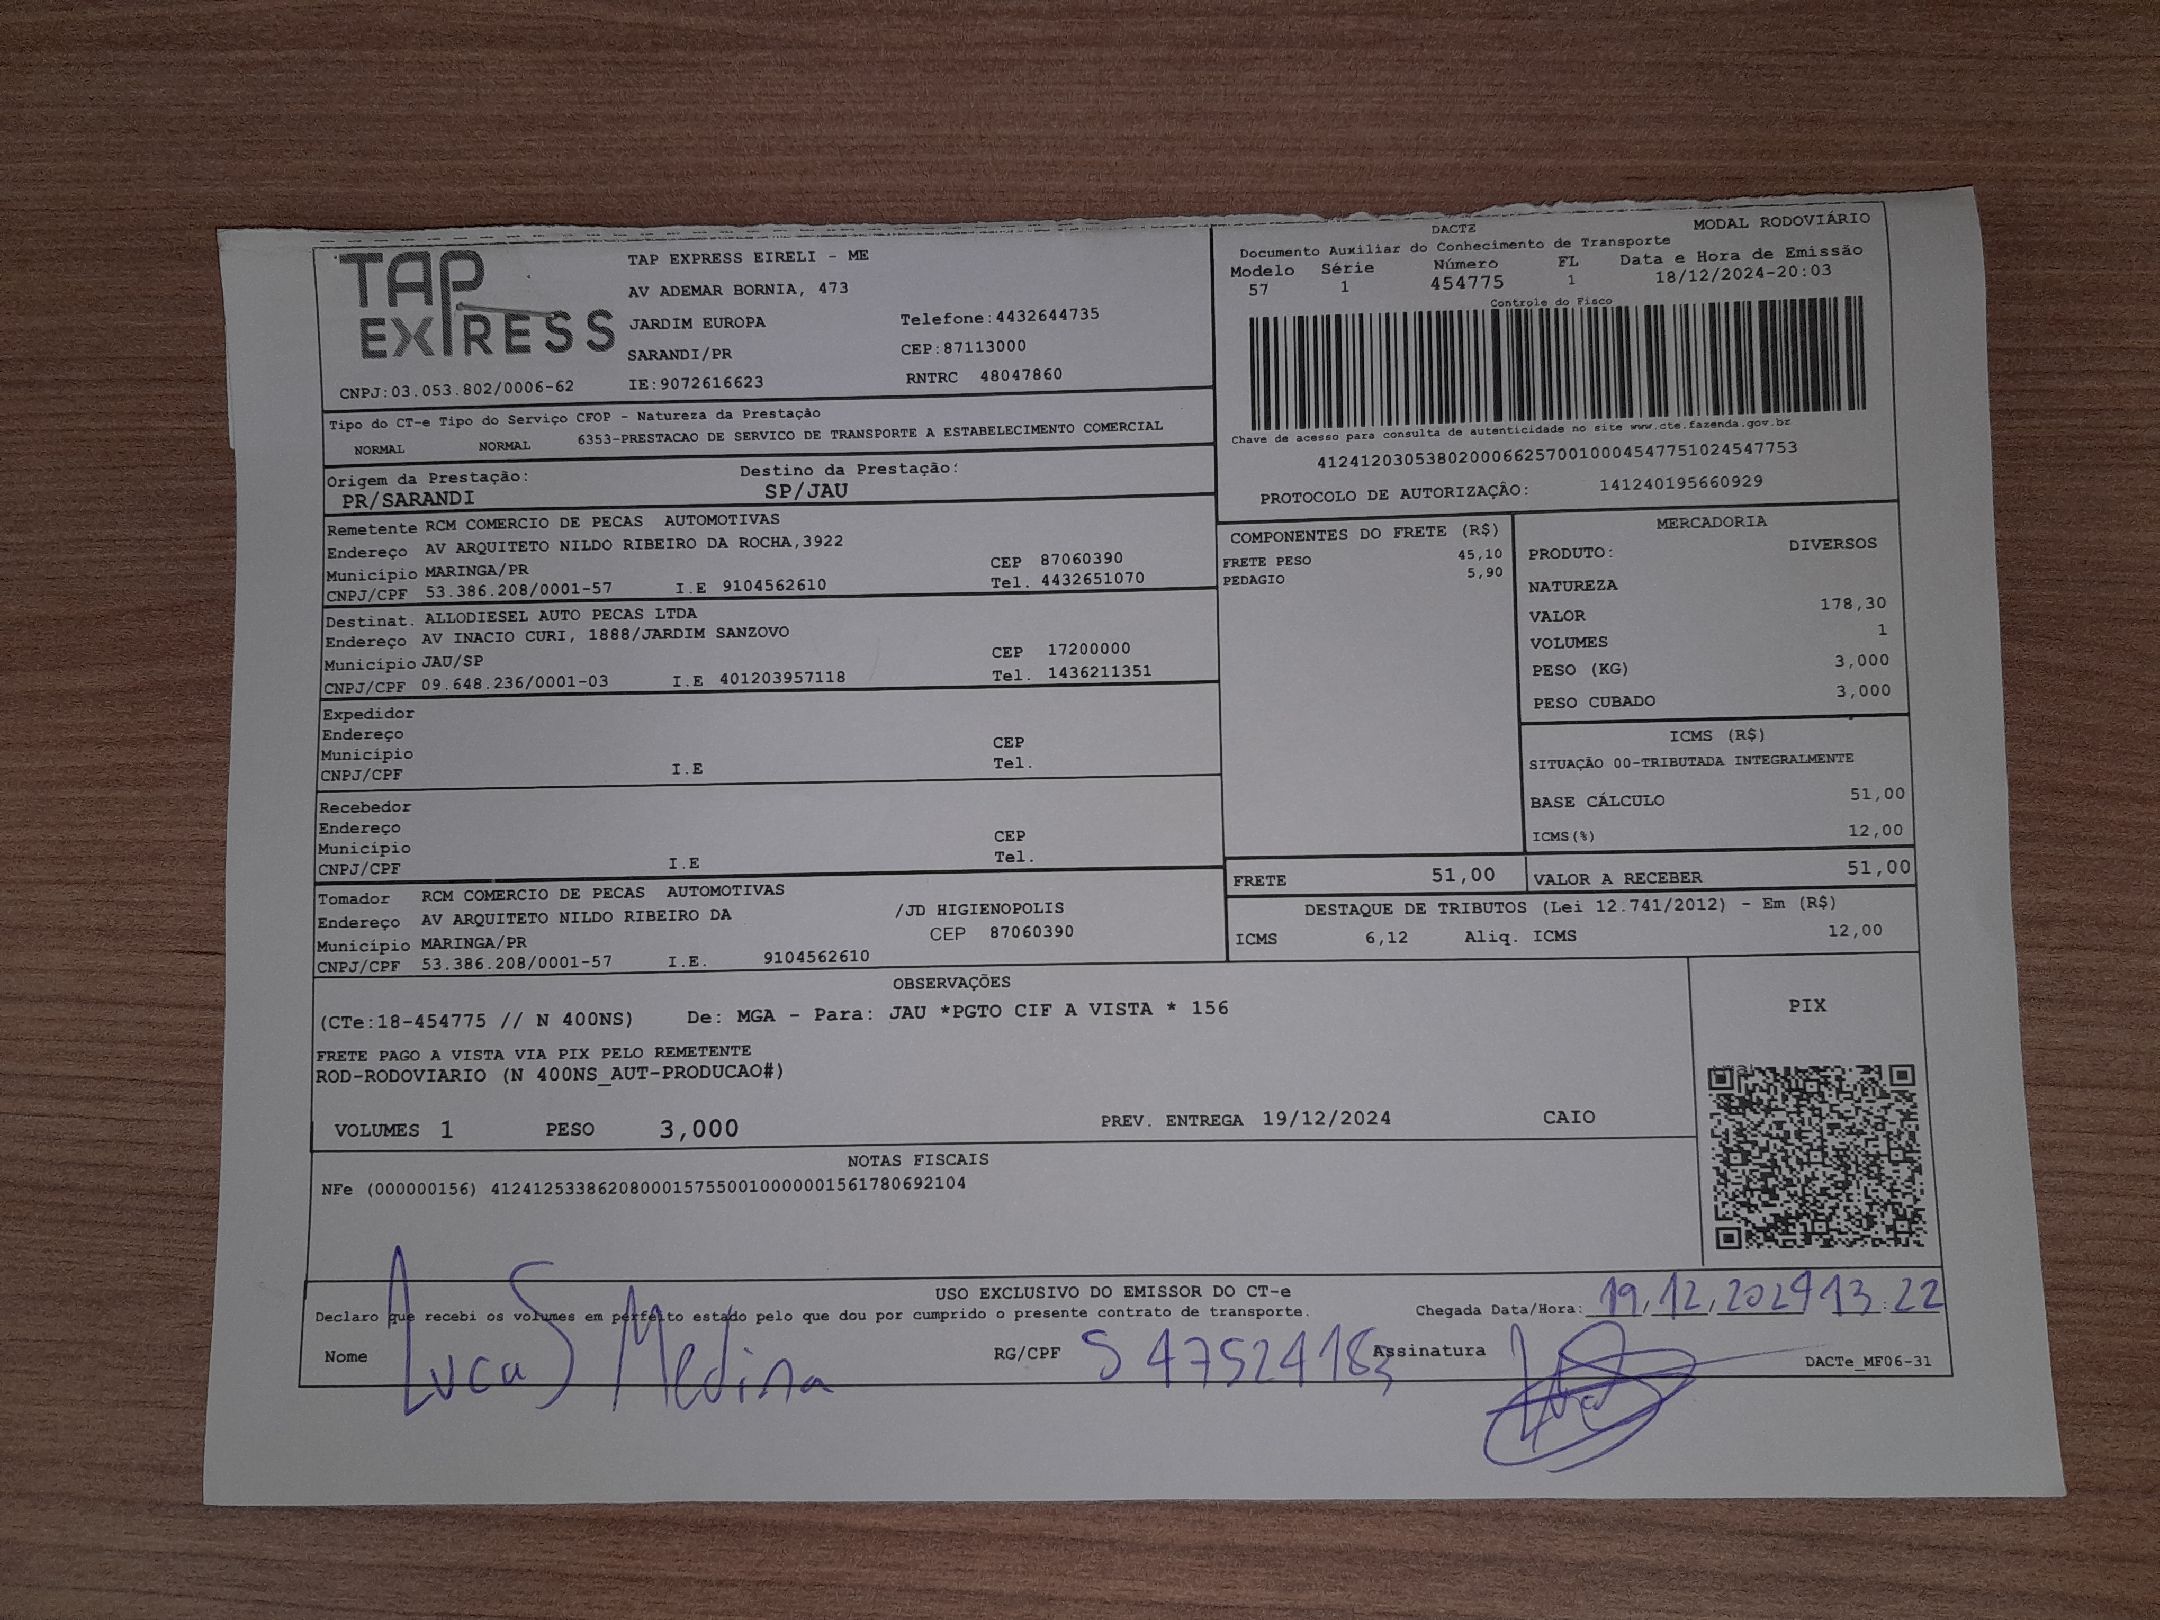 TAP EXPRESS
TAP EXPRESS EIRELI - ME
AV ADEMAR BORNIA, 473
JARDIM EUROPA Telefone:4432644735
SARANDI/PR CEP:87113000
CNPJ:03.053.802/0006-62 IE:9072616623 RNTRC 48047860
DACTE MODAL RODOVIÁRIO
Documento Auxiliar do Conhecimento de Transporte
Modelo Série Número FL Data e Hora de Emissão
57 1 454775 1 18/12/2024-20:03
Controle do Fisco
Chave de acesso para consulta de autenticidade no site www.cte.fazenda.gov.br
41241203053802000662570010004547751024547753
PROTOCOLO DE AUTORIZAÇÂO: 141240195660929
Tipo do CT-e Tipo do Serviço CFOP - Natureza da Prestação
NORMAL NORMAL 6353-PRESTACAO DE SERVICO DE TRANSPORTE A ESTABELECIMENTO COMERCIAL
Origem da Prestação: Destino da Prestação:
PR/SARANDI SP/JAU
Remetente RCM COMERCIO DE PECAS AUTOMOTIVAS
Endereço AV ARQUITETO NILDO RIBEIRO DA ROCHA,3922
Município MARINGA/PR CEP 87060390
CNPJ/CPF 53.386.208/0001-57 I.E 9104562610 Tel. 4432651070
Destinat. ALLODIESEL AUTO PECAS LTDA
Endereço AV INACIO CURI, 1888/JARDIM SANZOVO
Município JAU/SP CEP 17200000
CNPJ/CPF 09.648.236/0001-03 I.E 401203957118 Tel. 1436211351
Expedidor
Endereço
Município CEP
CNPJ/CPF I.E Tel.
Recebedor
Endereço
Município CEP
CNPJ/CPF I.E Tel.
Tomador RCM COMERCIO DE PECAS AUTOMOTIVAS
Endereço AV ARQUITETO NILDO RIBEIRO DA /JD HIGIENOPOLIS
Município MARINGA/PR CEP 87060390
CNPJ/CPF 53.386.208/0001-57 I.E. 9104562610
COMPONENTES DO FRETE (R$)
FRETE PESO 45,10
PEDAGIO 5,90
MERCADORIA
PRODUTO: DIVERSOS
NATUREZA
VALOR 178,30
VOLUMES 1
PESO (KG) 3,000
PESO CUBADO 3,000
ICMS (R$)
SITUAÇÃO 00-TRIBUTADA INTEGRALMENTE
BASE CÁLCULO 51,00
ICMS(%) 12,00
FRETE 51,00 VALOR A RECEBER 51,00
DESTAQUE DE TRIBUTOS (Lei 12.741/2012) - Em (R$)
ICMS 6,12 Aliq. ICMS 12,00
OBSERVAÇÕES
(CTe:18-454775 // N 400NS) De: MGA - Para: JAU *PGTO CIF A VISTA * 156
FRETE PAGO A VISTA VIA PIX PELO REMETENTE
ROD-RODOVIARIO (N 400NS_AUT-PRODUCAO#)
VOLUMES 1 PESO 3,000 PREV. ENTREGA 19/12/2024 CAIO
PIX
NOTAS FISCAIS
NFe (000000156) 41241253386208000157550010000001561780692104
USO EXCLUSIVO DO EMISSOR DO CT-e
Declaro que recebi os volumes em perfeito estado pelo que dou por cumprido o presente contrato de transporte. Chegada Data/Hora: 19.12.2024 13:22
Nome Lucas Medina RG/CPF 547524183 Assinatura
DACTe_MF06-31